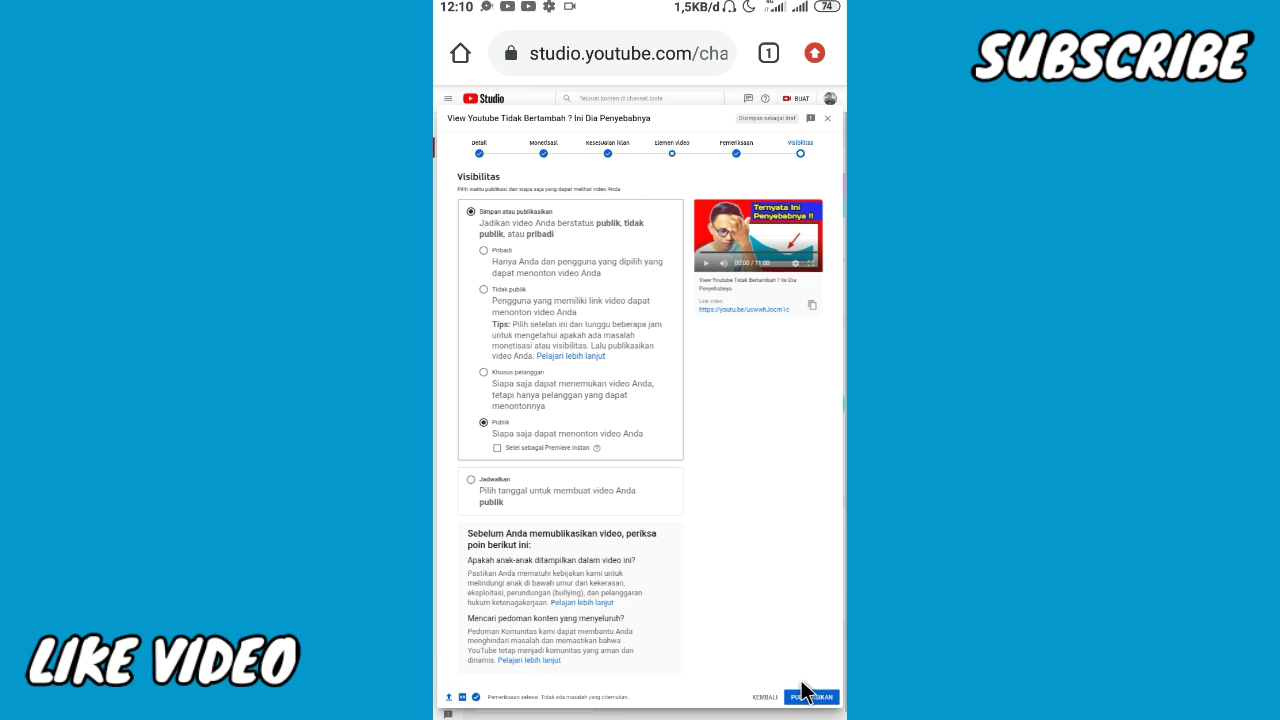 12:10
1,5KB/d
74
studio.youtube.com/cha
1
SUBSCRIBE
Studio
Telusuri konten di channel Anda
BUAT
View Youtube Tidak Bertambah ? Ini Dia Penyebabnya
Disimpan sebagai draf
Detail
Monetisasi
Kesesuaian iklan
Elemen video
Pemeriksaan
Visibilitas
Visibilitas
Pilih waktu publikasi dan siapa saja yang dapat melihat video Anda
Simpan atau publikasikan
Jadikan video Anda berstatus publik, tidak
publik, atau pribadi
Pribadi
Hanya Anda dan pengguna yang dipilih yang
dapat menonton video Anda
Tidak publik
Pengguna yang memiliki link video dapat
menonton video Anda
Tips: Pilih setelan ini dan tunggu beberapa jam
untuk mengetahui apakah ada masalah
monetisasi atau visibilitas. Lalu publikasikan
video Anda. Pelajari lebih lanjut
Khusus pelanggan
Siapa saja dapat menemukan video Anda,
tetapi hanya pelanggan yang dapat
menontonnya
Publik
Siapa saja dapat menonton video Anda
Setel sebagai Premiere instan
Ternyata Ini
Penyebabnya !!
00:00 / 11:00
View Youtube Tidak Bertambah ? Ini Dia
Penyebabnya
Link video
Jadwalkan
Pilih tanggal untuk membuat video Anda
publik
Sebelum Anda memublikasikan video, periksa
poin berikut ini:
Apakah anak-anak ditampilkan dalam video ini?
Pastikan Anda mematuhi kebijakan kami untuk
melindungi anak di bawah umur dari kekerasan,
eksploitasi, perundungan (bullying), dan pelanggaran
hukum ketenagakerjaan. Pelajari lebih lanjut
Mencari pedoman konten yang menyeluruh?
Pedoman Komunitas kami dapat membantu Anda
menghindari masalah dan memastikan bahwa
YouTube tetap menjadi komunitas yang aman dan
dinamis. Pelajari lebih lanjut
LIKE VIDEO
Pemeriksaan selesai. Tidak ada masalah yang ditemukan.
KEMBALI